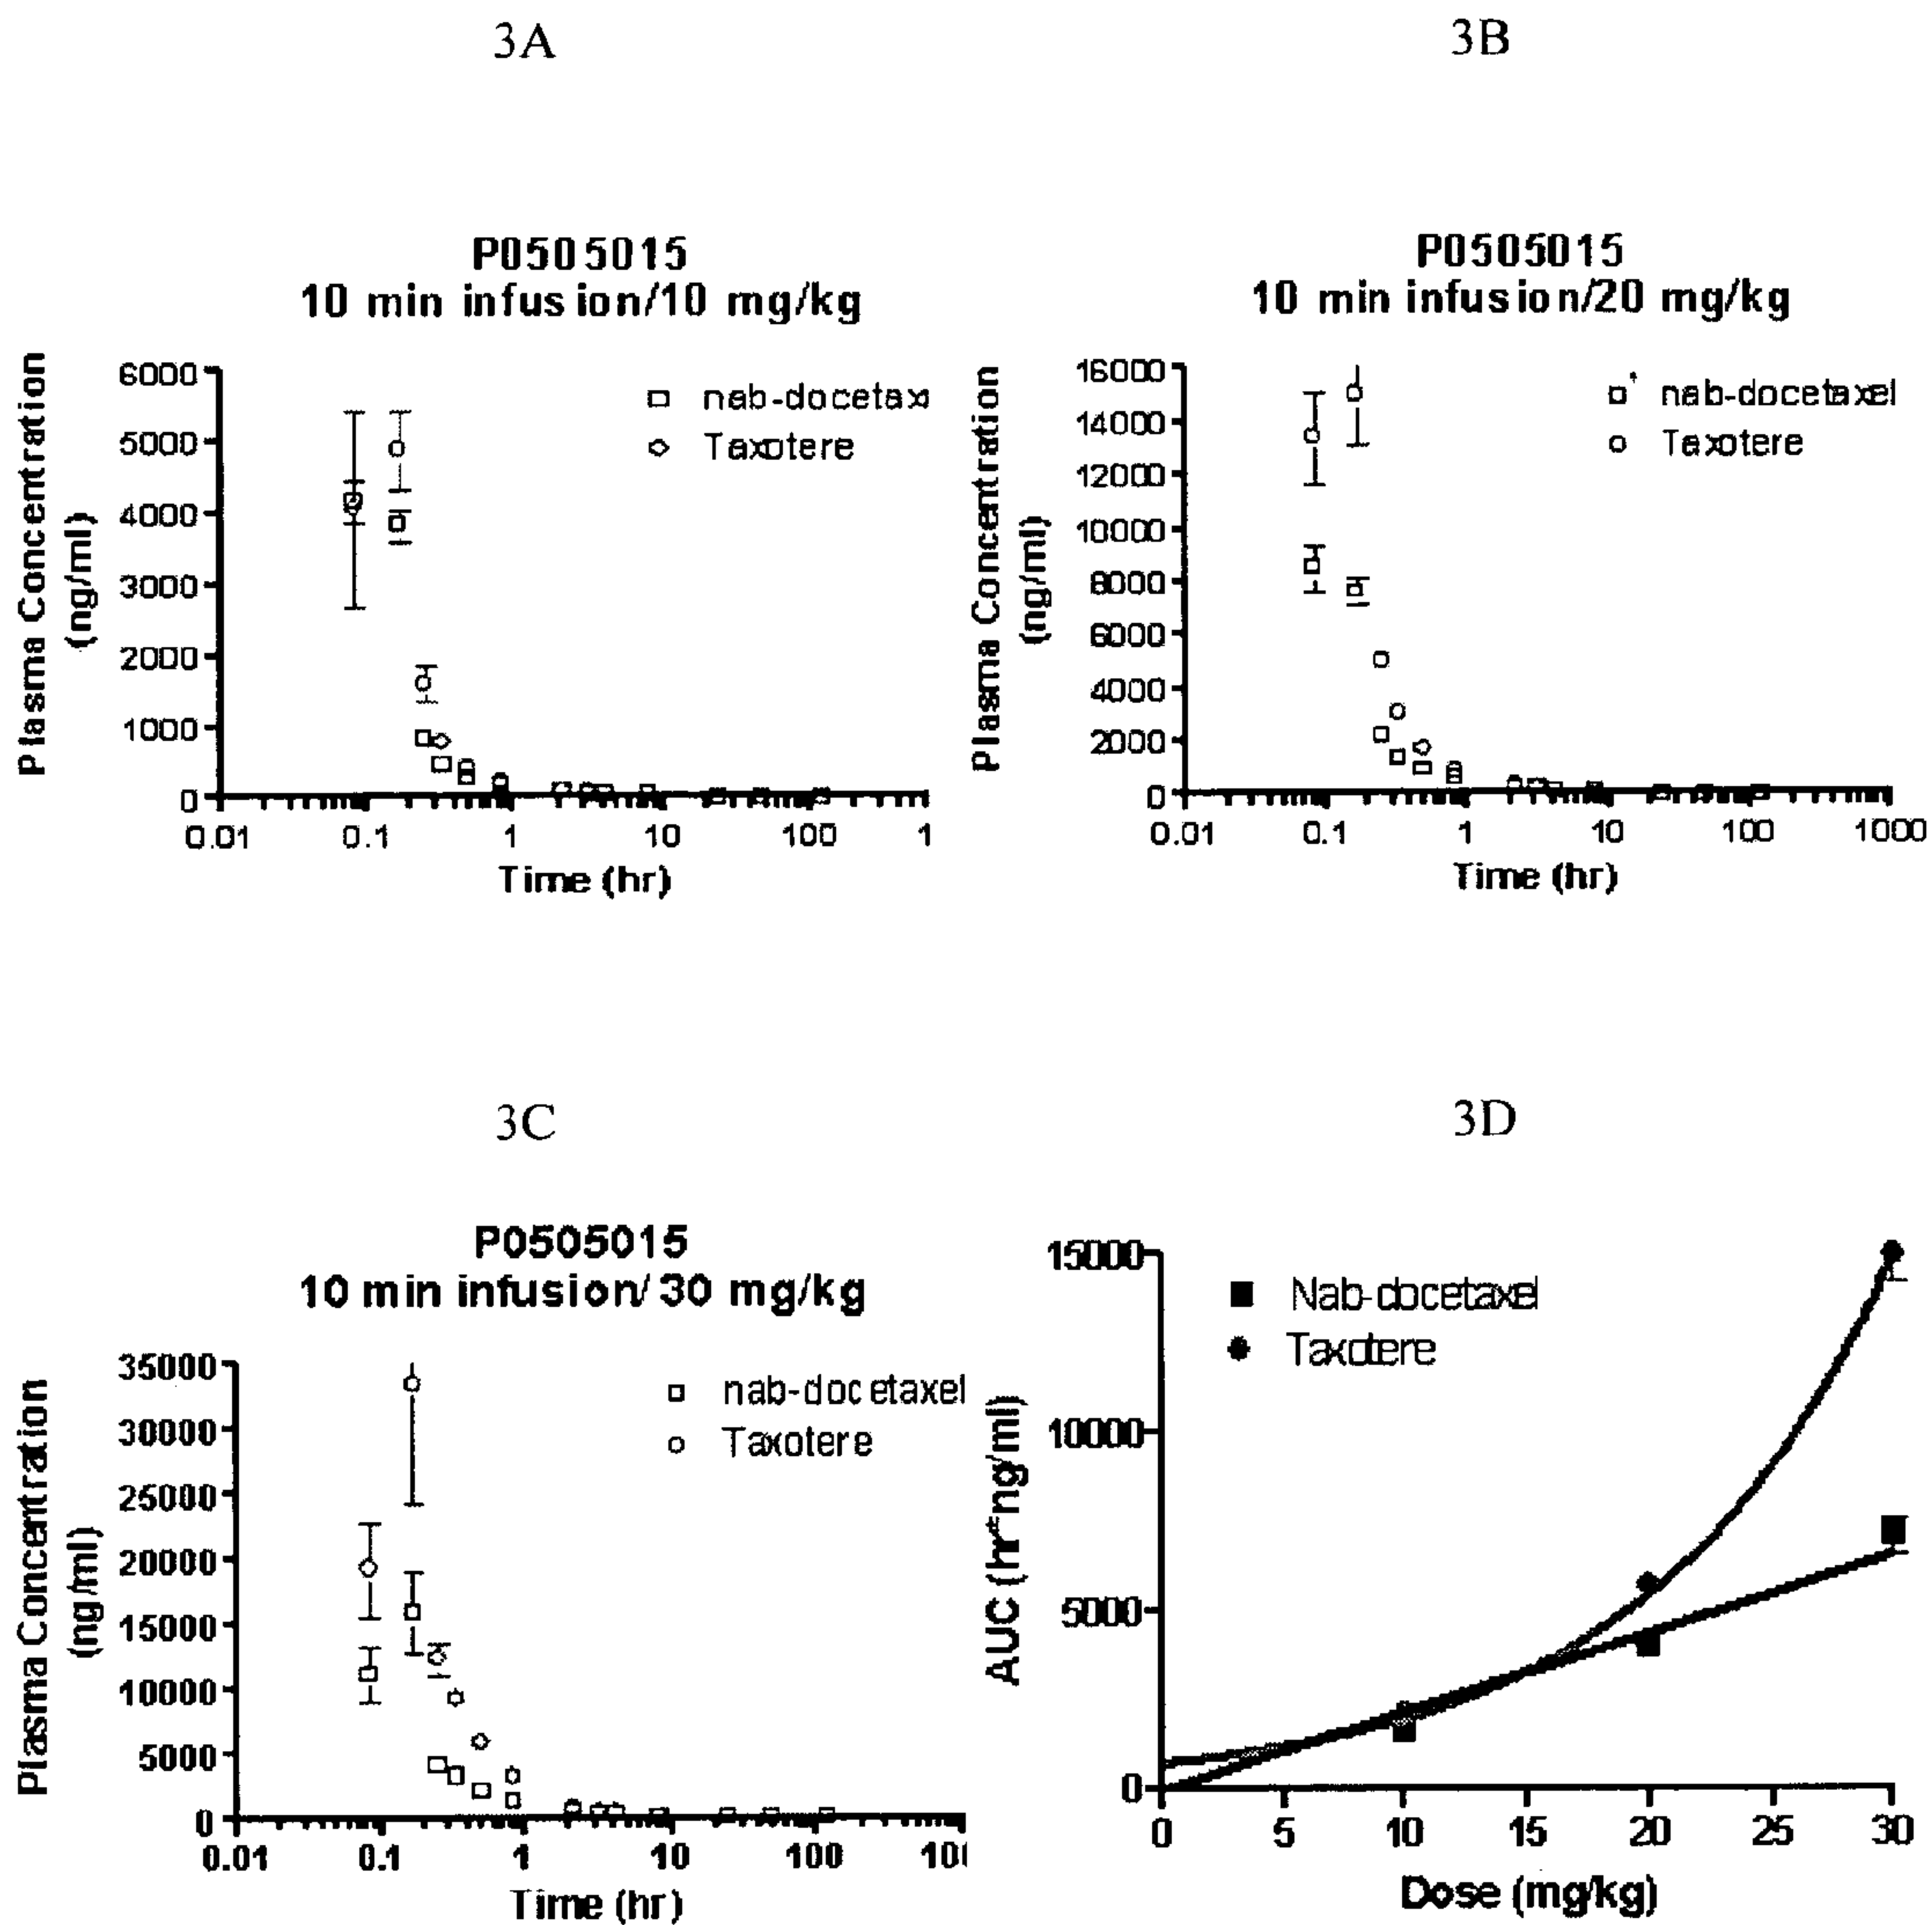 3A
3B
P0505015
10 min infusion/10 mg/kg
Plasma Concentration
(ng/ml)
6000
5000
4000
3000
2000
1000
0
nab-docetax
Taxotere
0.01
0.1
1
10
100
1
Time (hr)
P0505015
10 min infusion/20 mg/kg
Plasma Concentration
(ng/ml)
16000
14000
12000
10000
8000
6000
4000
2000
0
nab-docetaxel
Taxotere
0.01
0.1
1
10
100
1000
Time (hr)
3C
3D
P0505015
10 min infusion/ 30 mg/kg
Plasma Concentration
(ng/ml)
35000
30000
25000
20000
15000
10000
5000
0
nab-docetaxel
Taxotere
0.01
0.1
1
10
100
Time (hr)
AUC (hr*ng/ml)
15000
10000
5000
0
Nab-docetaxel
Taxotere
0
5
10
15
20
25
30
Dose (mg/kg)